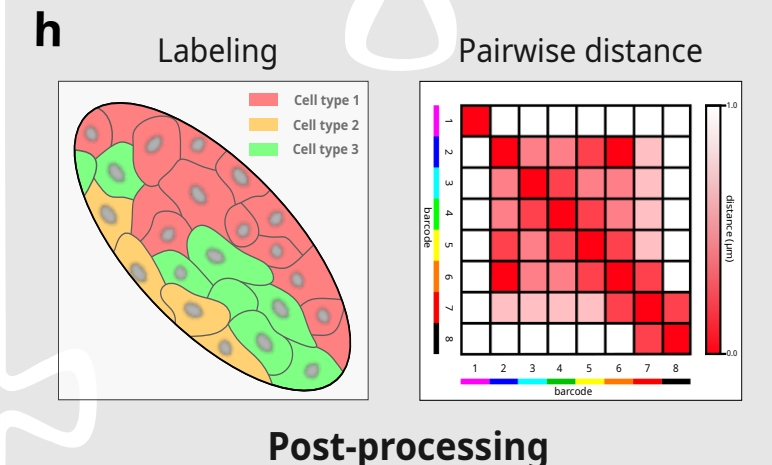 h
Labeling
Pairwise distance
Cell type 1
Cell type 2
Cell type 3
barcode
1
2
3
4
5
6
7
8
1 2 3 4 5 6 7 8
barcode
1.0
distance (μm)
0.0
Post-processing